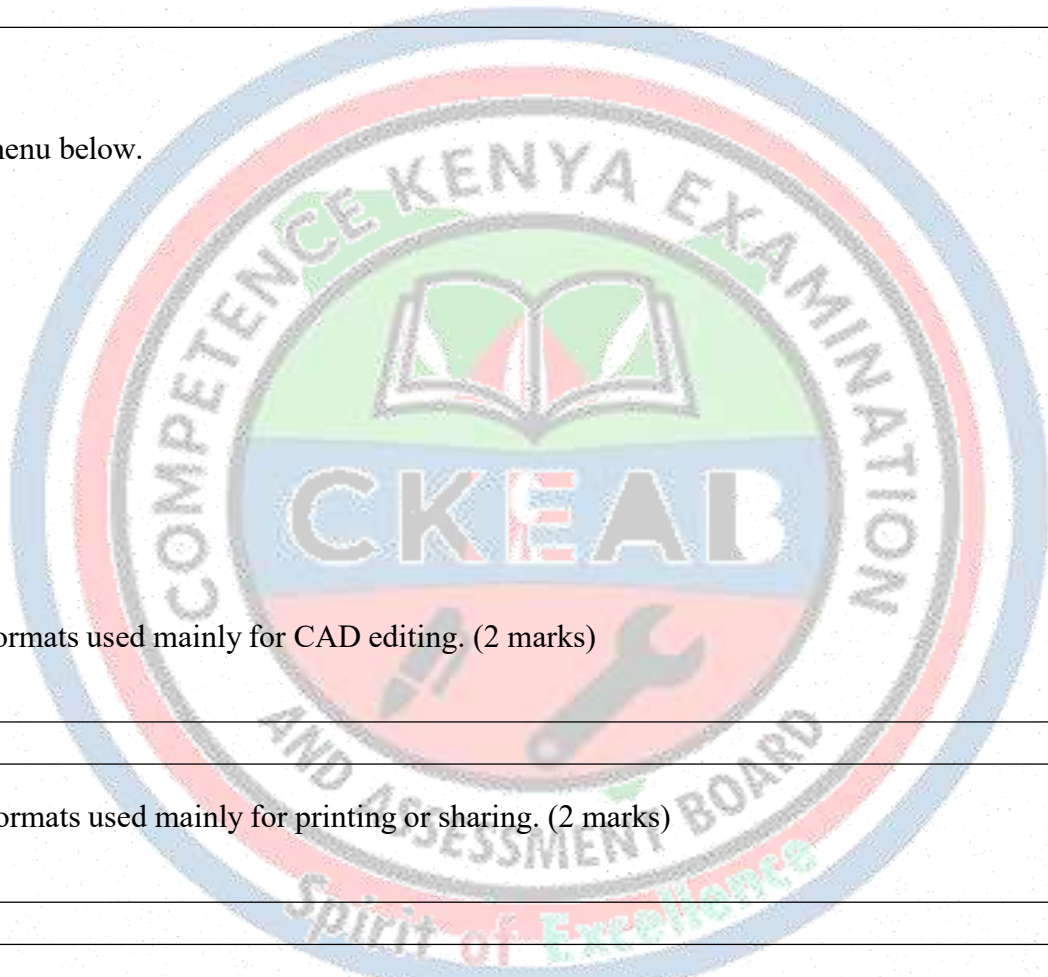 menu below.
COMPETENCE KENYA EXAMINATION
CKEAB
ormats used mainly for CAD editing. (2 marks)
AND ASSESSMENT BOARD
ormats used mainly for printing or sharing. (2 marks)
Spirit of Excellence